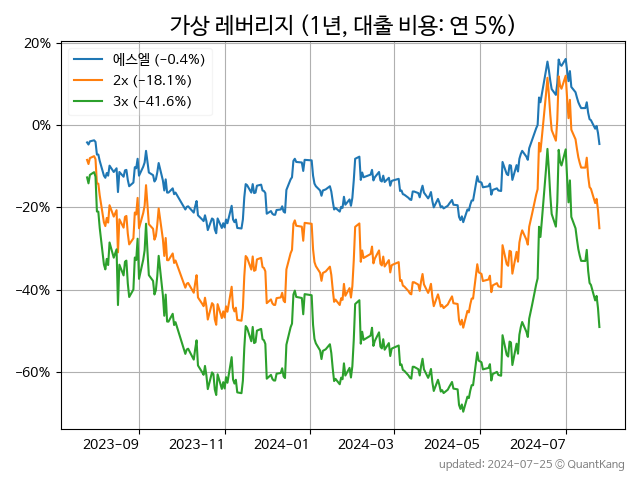 가상 레버리지 (1년, 대출 비용: 연 5%)
에스엘 (−0.4%)
2x (−18.1%)
3x (−41.6%)
20%
0%
−20%
−40%
−60%
2023-09
2023-11
2024-01
2024-03
2024-05
2024-07
updated: 2024-07-25 © QuantKang